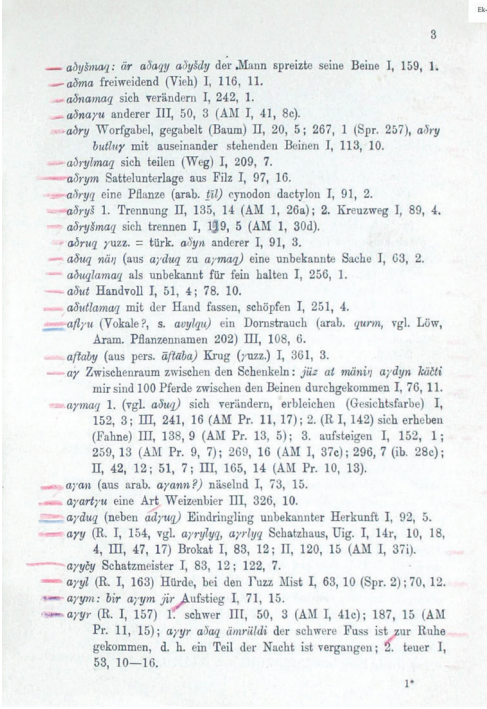 Ek-
3
aδyšmaq: är aδaqy aδyšdy der Mann spreizte seine Beine I, 159, 1.
aδma freiweidend (Vieh) I, 116, 11.
aδnamaq sich verändern I, 242, 1.
aδnaγu anderer III, 50, 3 (AM I, 41, 8c).
aδry Worfgabel, gegabelt (Baum) II, 20, 5; 267, 1 (Spr. 257), aδry
butluγ mit auseinander stehenden Beinen I, 113, 10.
aδrylmaq sich teilen (Weg) I, 209, 7.
aδrym Sattelunterlage aus Filz I, 97, 16.
aδryq eine Pflanze (arab. t̲īl) cynodon dactylon I, 91, 2.
aδryš 1. Trennung II, 135, 14 (AM 1, 26a); 2. Kreuzweg I, 89, 4.
aδryšmaq sich trennen I, 199, 5 (AM 1, 30d).
aδruq γuzz. = türk. aδyn anderer I, 91, 3.
aδuq näŋ (aus aγduq zu aγmaq) eine unbekannte Sache I, 63, 2.
aδuqlamaq als unbekannt für fein halten I, 256, 1.
aδut Handvoll I, 51, 4; 78. 10.
aδutlamaq mit der Hand fassen, schöpfen I, 251, 4.
aflγu (Vokale?, s. avylqu) ein Dornstrauch (arab. qurm, vgl. Löw,
Aram. Pflanzennamen 202) III, 108, 6.
aftaby (aus pers. āftāba) Krug (γuzz.) I, 361, 3.
aγ Zwischenraum zwischen den Schenkeln: jüz at mäniŋ aγdyn käčti
mir sind 100 Pferde zwischen den Beinen durchgekommen I, 76, 11.
aγmaq 1. (vgl. aδuq) sich verändern, erbleichen (Gesichtsfarbe) I,
152, 3; III, 241, 16 (AM Pr. 11, 17); 2. (R I, 142) sich erheben
(Fahne) III, 138, 9 (AM Pr. 13, 5); 3. aufsteigen I, 152, 1;
259, 13 (AM Pr. 9, 7); 269, 16 (AM I, 37c); 296, 7 (ib. 28c);
II, 42, 12; 51, 7; III, 165, 14 (AM Pr. 10, 13).
aγan (aus arab. aγann?) näselnd I, 73, 15.
aγartγu eine Art Weizenbier III, 326, 10.
aγduq (neben adγuq) Eindringling unbekannter Herkunft I, 92, 5.
aγy (R. I, 154, vgl. aγrylyq, aγrlyq Schatzhaus, Uig. I, 14r, 10, 18,
4, III, 47, 17) Brokat I, 83, 12; II, 120, 15 (AM I, 37i).
aγyčy Schatzmeister I, 83, 12; 122, 7.
aγyl (R. I, 163) Hürde, bei den Γuzz Mist I, 63, 10 (Spr. 2); 70, 12.
aγym: bir aγym jir Aufstieg I, 71, 15.
aγyr (R. I, 157) 1. schwer III, 50, 3 (AM I, 41c); 187, 15 (AM
Pr. 11, 15); aγyr aδaq ämrüldi der schwere Fuss ist zur Ruhe
gekommen, d. h. ein Teil der Nacht ist vergangen; 2. teuer I,
53, 10—16.
1*